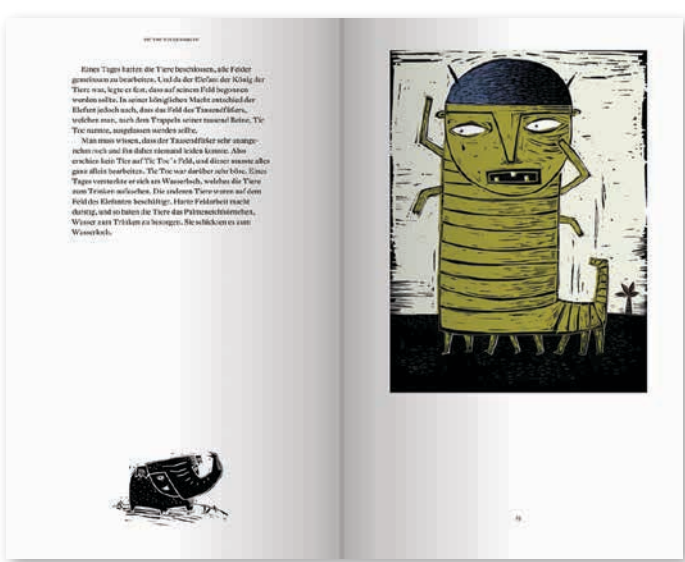 Eines Tages hatten die Tiere beschlossen, alle Felder
gemeinsam zu bearbeiten. Und da der Elefant der König der
Tiere war, legte er fest, dass auf seinem Feld begonnen
werden sollte. In seiner königlichen Macht entschied der
Elefant jedoch auch, dass das Feld des Tausendfüßlers,
welchen man, nach dem Trappeln seiner tausend Beine, Tic
Toc nannte, ausgelassen werden sollte.
Man muss wissen, dass der Tausendfüßler sehr unange-
nehm roch und ihn daher niemand leiden konnte. Also
erschien kein Tier auf Tic Toc´s Feld, und dieser musste alles
ganz allein bearbeiten. Tic Toc war darüber sehr böse. Eines
Tages versteckte er sich am Wasserloch, welches die Tiere
zum Trinken aufsuchen. Die anderen Tiere waren auf dem
Feld des Elefanten beschäftigt. Harte Feldarbeit macht
durstig, und so baten die Tiere das Palmeneichhörnchen,
Wasser zum Trinken zu besorgen. Sie schickten es zum
Wasserloch.